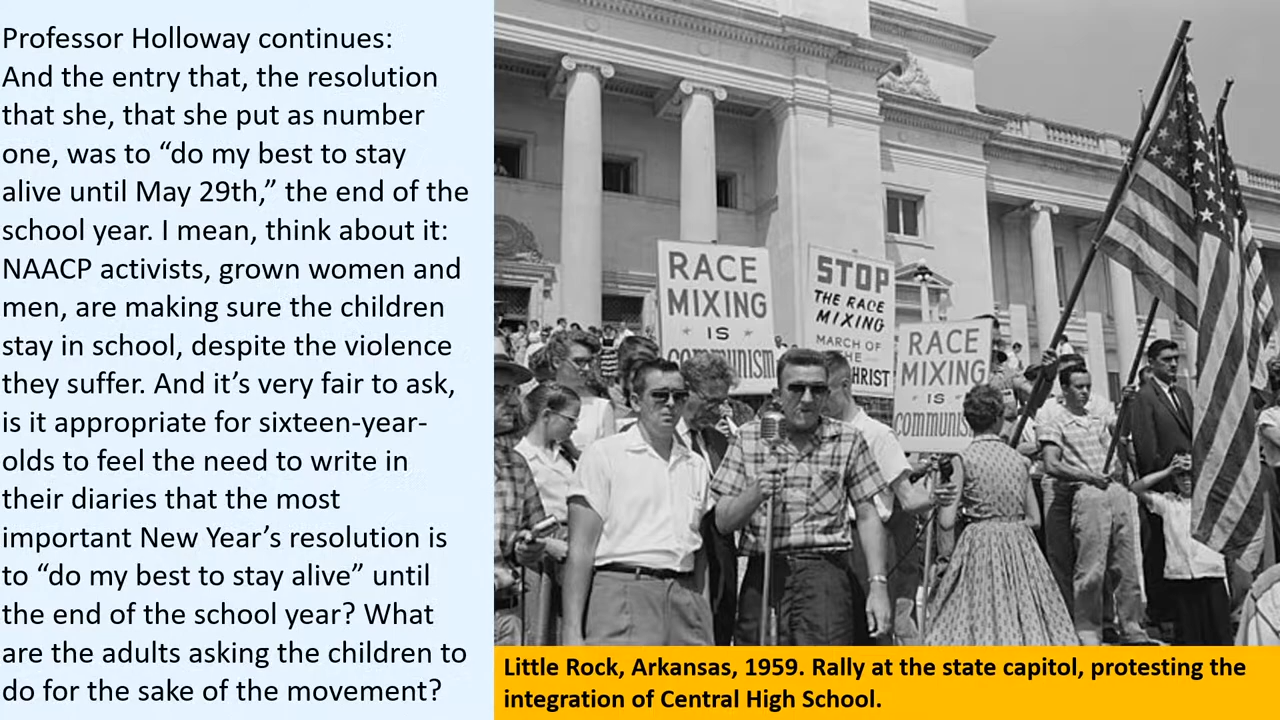 Professor Holloway continues:
And the entry that, the resolution
that she, that she put as number
one, was to “do my best to stay
alive until May 29th,” the end of the
school year. I mean, think about it:
NAACP activists, grown women and
men, are making sure the children
stay in school, despite the violence
they suffer. And it’s very fair to ask,
is it appropriate for sixteen-year-
olds to feel the need to write in
their diaries that the most
important New Year’s resolution is
to “do my best to stay alive” until
the end of the school year? What
are the adults asking the children to
do for the sake of the movement?
RACE
MIXING
IS
communism
STOP
THE RACE
MIXING
MARCH OF
THE
CHRIST
RACE
MIXING
IS
communis
Little Rock, Arkansas, 1959. Rally at the state capitol, protesting the
integration of Central High School.